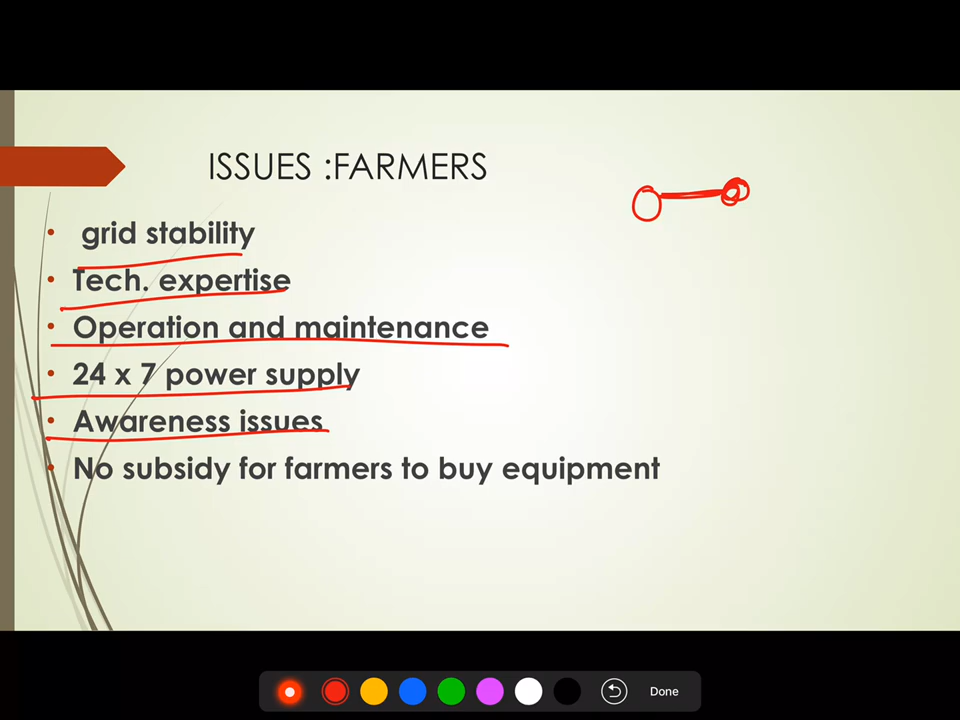 ISSUES :FARMERS
• grid stability
• Tech. expertise
• Operation and maintenance
• 24 x 7 power supply
• Awareness issues
• No subsidy for farmers to buy equipment
Done